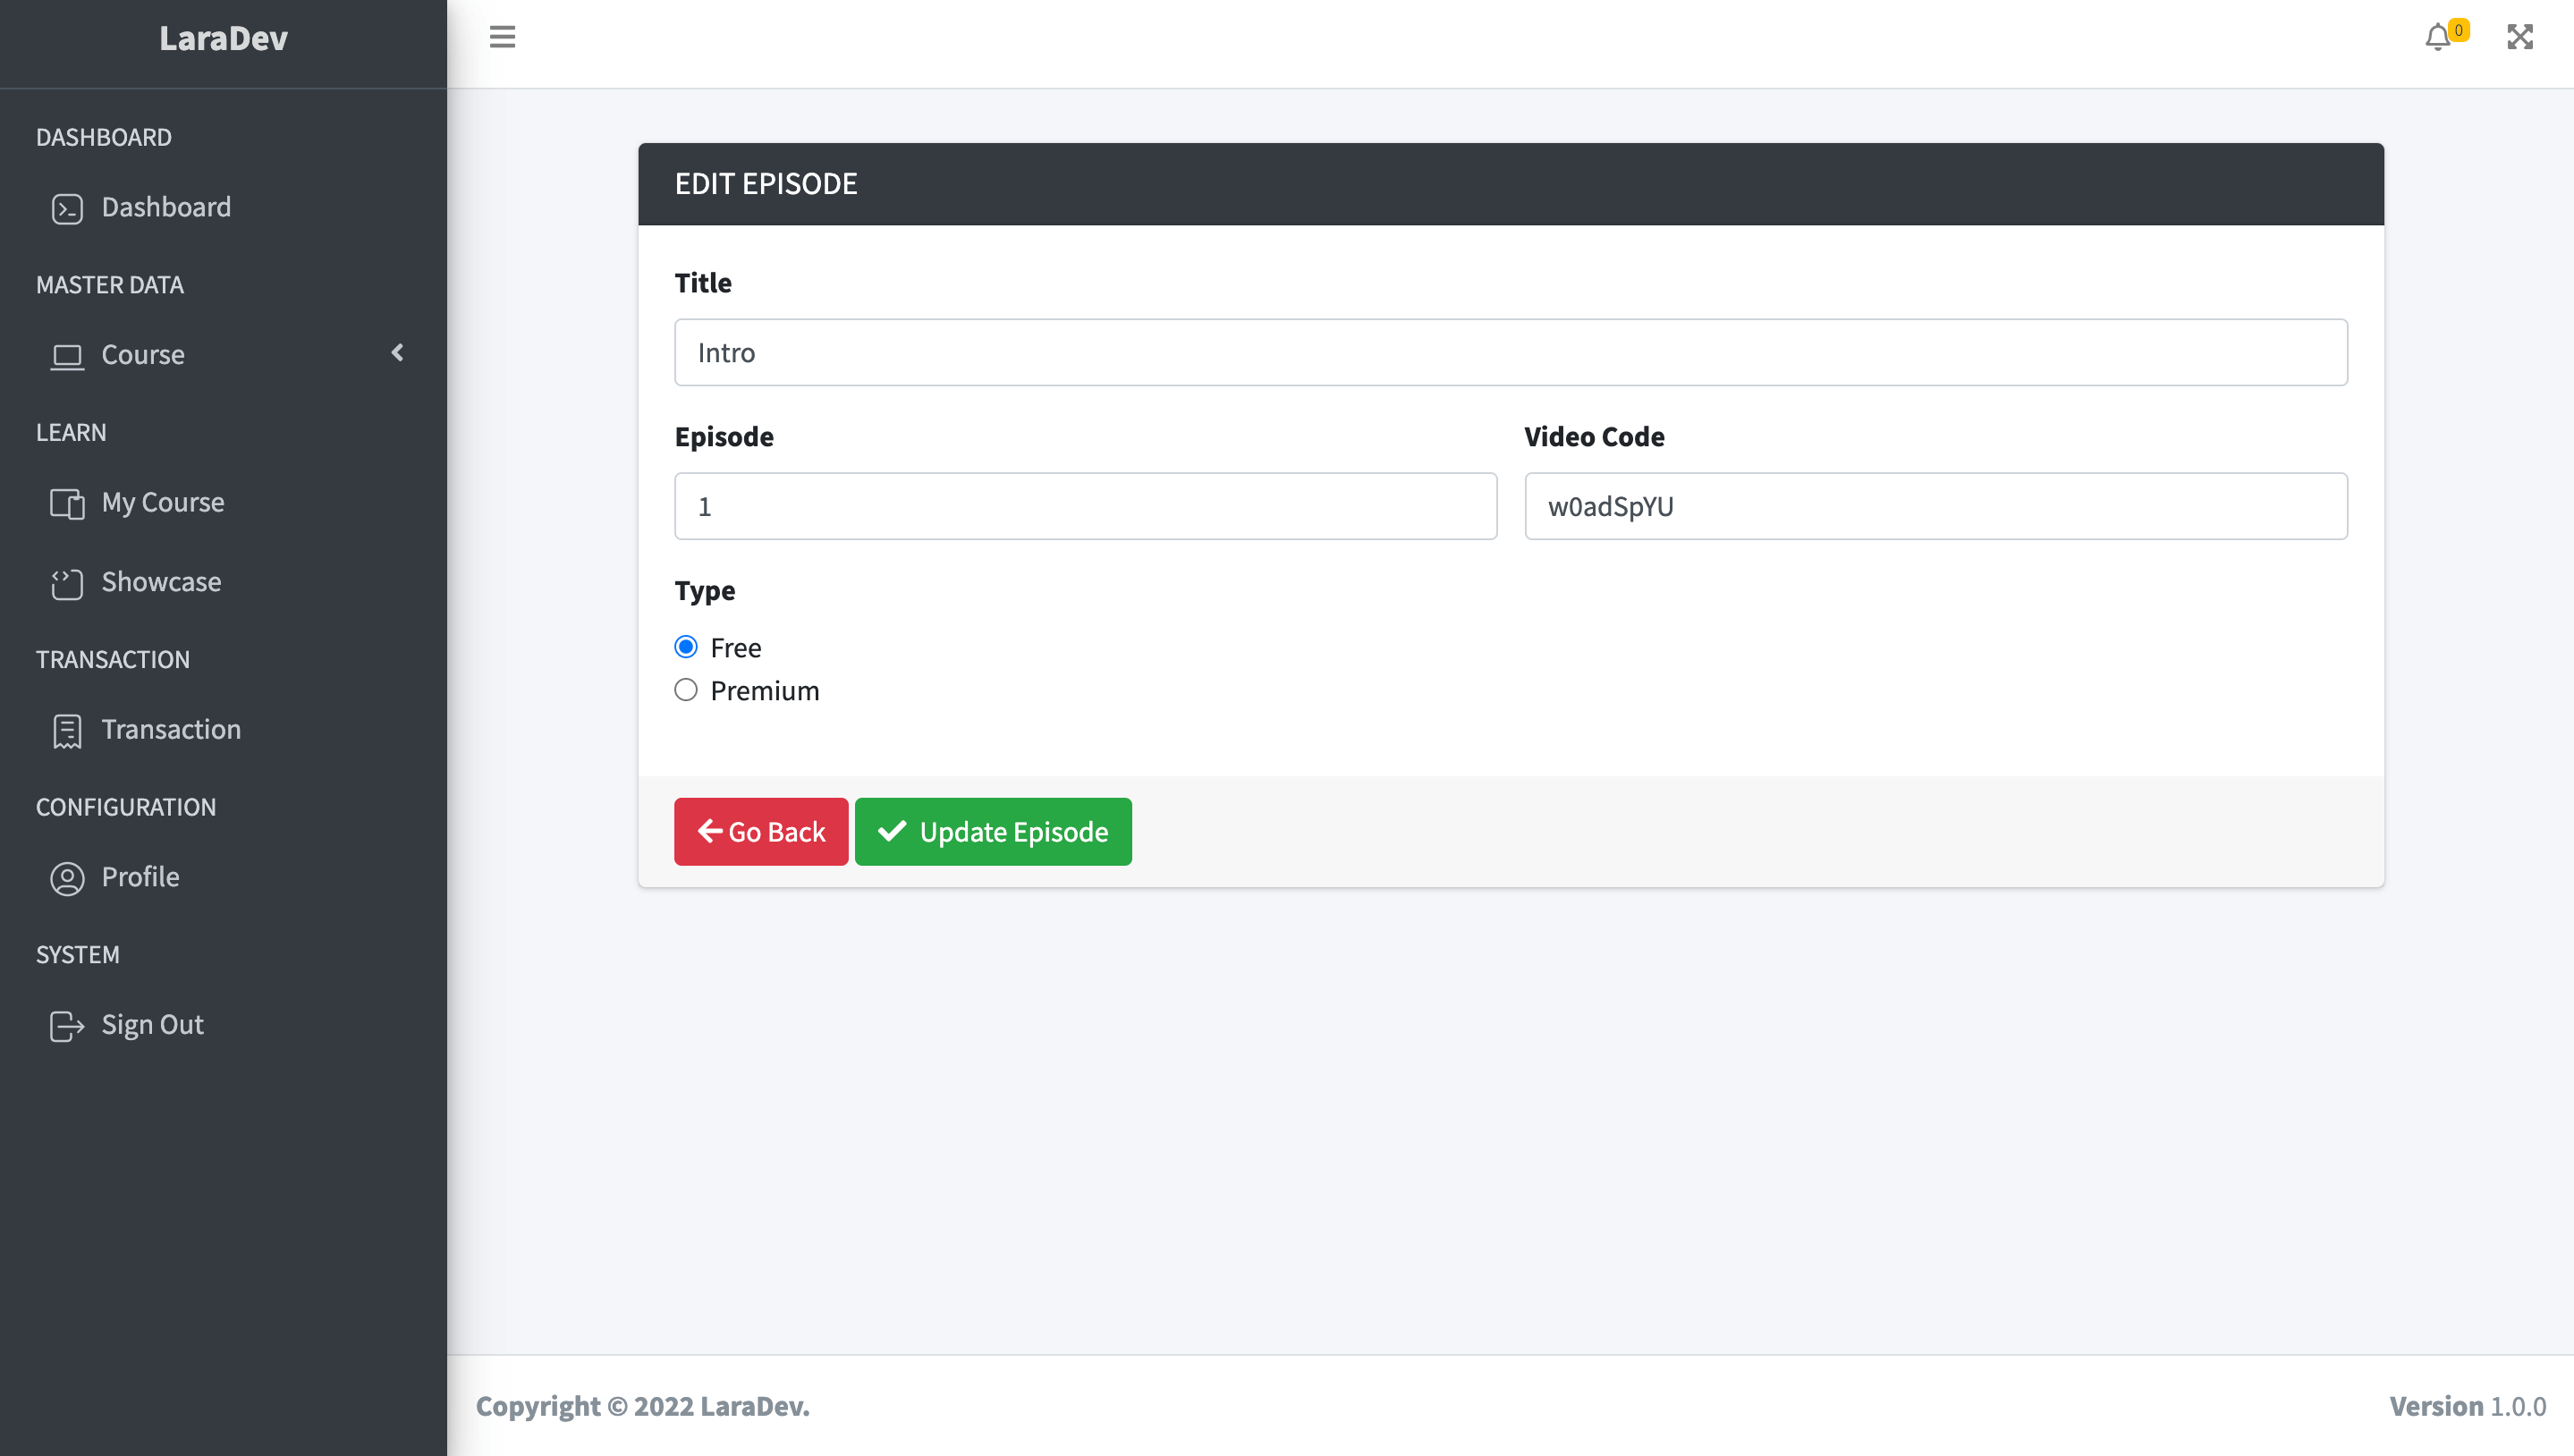 LaraDev
0
DASHBOARD
Dashboard
MASTER DATA
Course
LEARN
My Course
Showcase
TRANSACTION
Transaction
CONFIGURATION
Profile
SYSTEM
Sign Out
EDIT EPISODE
Title
Intro
Episode Video Code
1 w0adSpYU
Type
Free
Premium
Go Back Update Episode
Copyright © 2022 LaraDev. Version 1.0.0